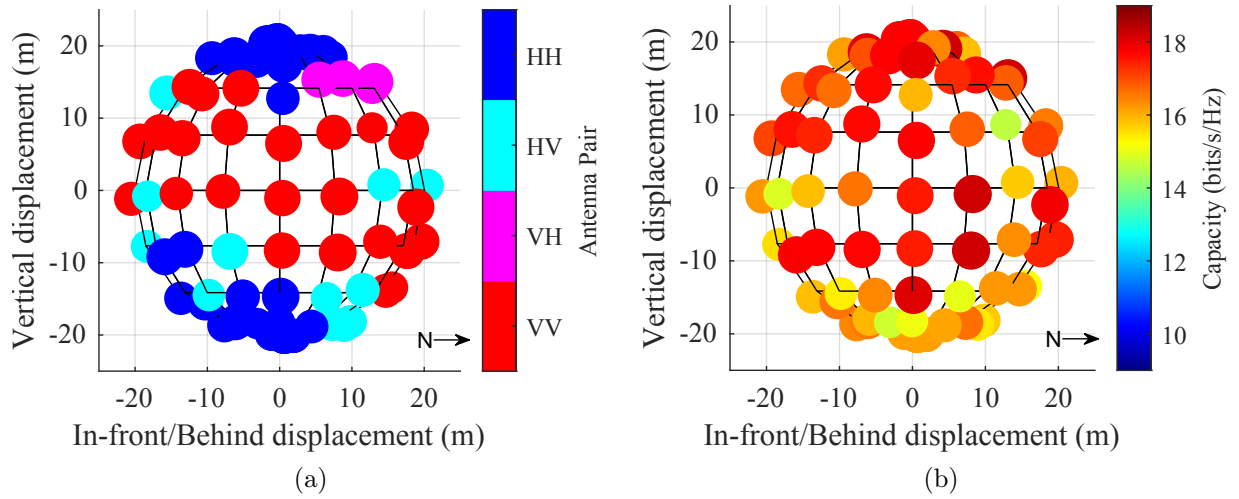 20
10
0
-10
-20
Vertical displacement (m)
-20 -10 0 10 20
In-front/Behind displacement (m)
N
HH
HV
VH
VV
Antenna Pair
(a)
20
10
0
-10
-20
Vertical displacement (m)
-20 -10 0 10 20
In-front/Behind displacement (m)
N
18
16
14
12
10
Capacity (bits/s/Hz)
(b)